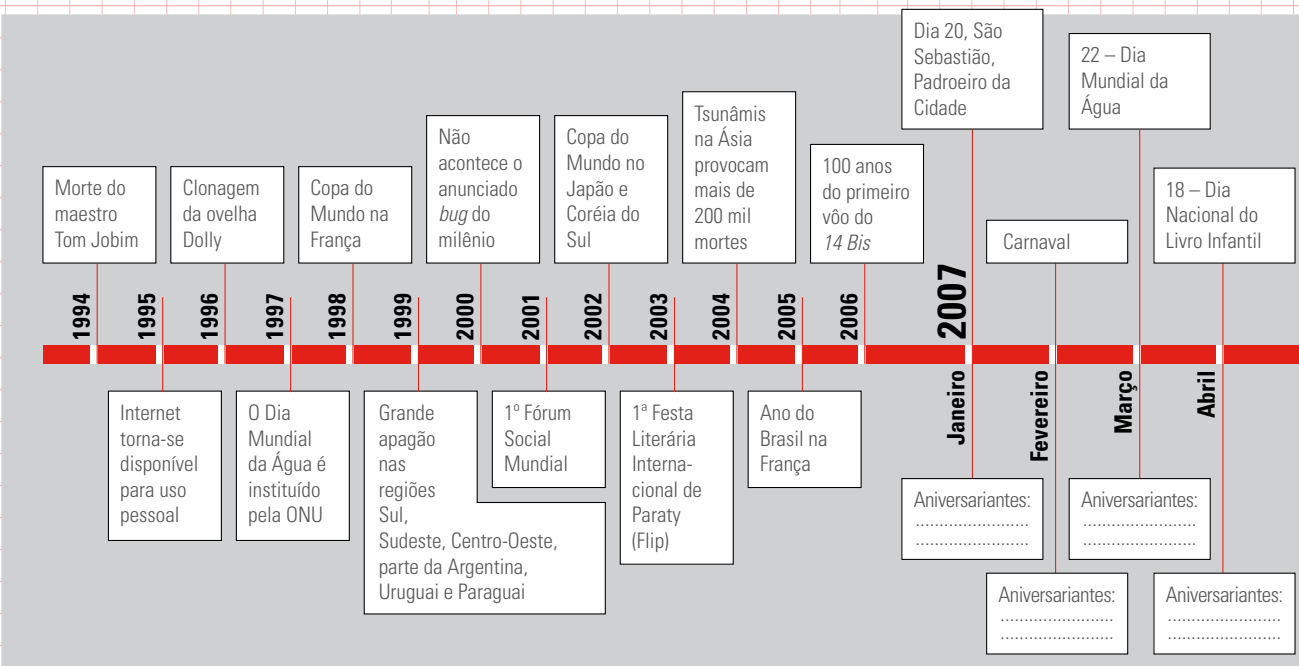 Morte do
maestro
Tom Jobim
Clonagem
da ovelha
Dolly
Copa do
Mundo na
França
Não
acontece o
anunciado
bug do
milênio
Copa do
Mundo no
Japão e
Coréia do
Sul
Tsunâmis
na Ásia
provocam
mais de
200 mil
mortes
100 anos
do primeiro
vôo do
14 Bis
Dia 20, São
Sebastião,
Padroeiro da
Cidade
Carnaval
22 – Dia
Mundial da
Água
18 – Dia
Nacional do
Livro Infantil
1994
1995
1996
1997
1998
1999
2000
2001
2002
2003
2004
2005
2006
2007
Janeiro
Fevereiro
Março
Abril
Internet
torna-se
disponível
para uso
pessoal
O Dia
Mundial
da Água é
instituído
pela ONU
Grande
apagão
nas
regiões
Sul,
Sudeste, Centro-Oeste,
parte da Argentina,
Uruguai e Paraguai
1º Fórum
Social
Mundial
1ª Festa
Literária
Interna-
cional de
Paraty
(Flip)
Ano do
Brasil na
França
Aniversariantes:
........................
........................
Aniversariantes:
........................
........................
Aniversariantes:
........................
........................
Aniversariantes:
........................
........................